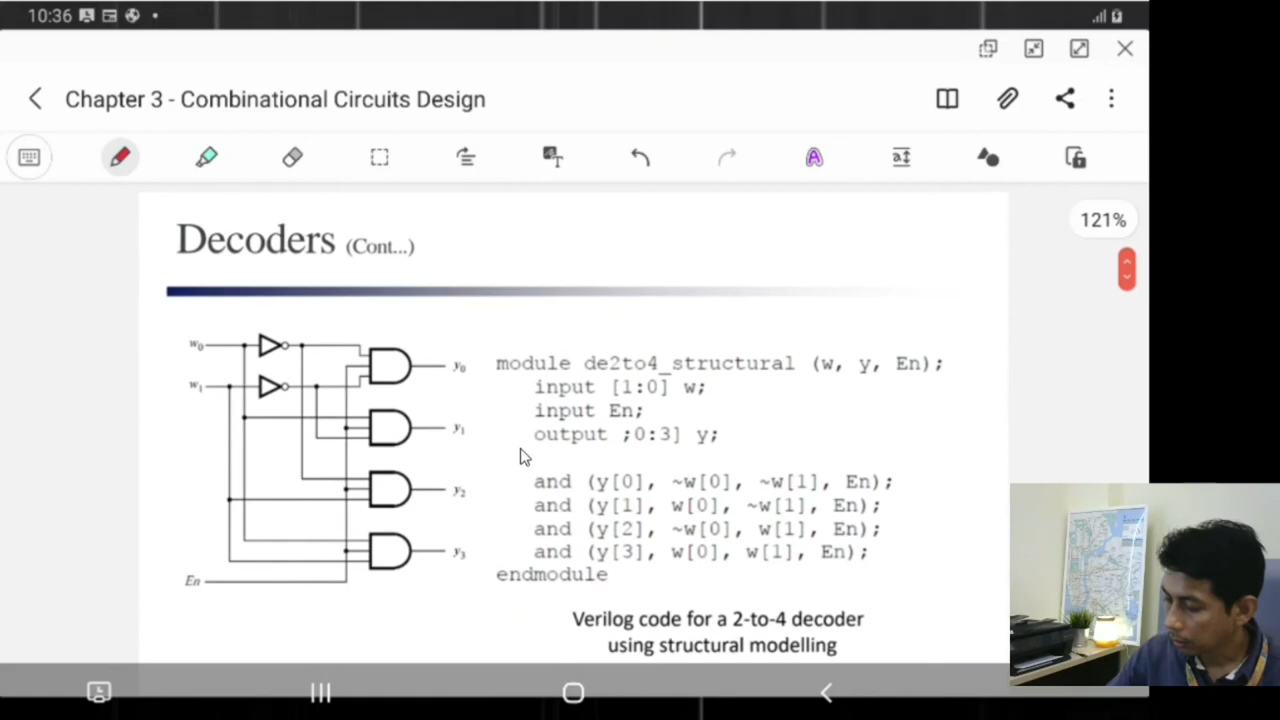 10:36
Chapter 3 - Combinational Circuits Design
121%
Decoders (Cont...)
w0
w1
En
y0
y1
y2
y3
module de2to4_structural (w, y, En);
input [1:0] w;
input En;
output ;0:3] y;
and (y[0], ~w[0], ~w[1], En);
and (y[1], w[0], ~w[1], En);
and (y[2], ~w[0], w[1], En);
and (y[3], w[0], w[1], En);
endmodule
Verilog code for a 2-to-4 decoder
using structural modelling